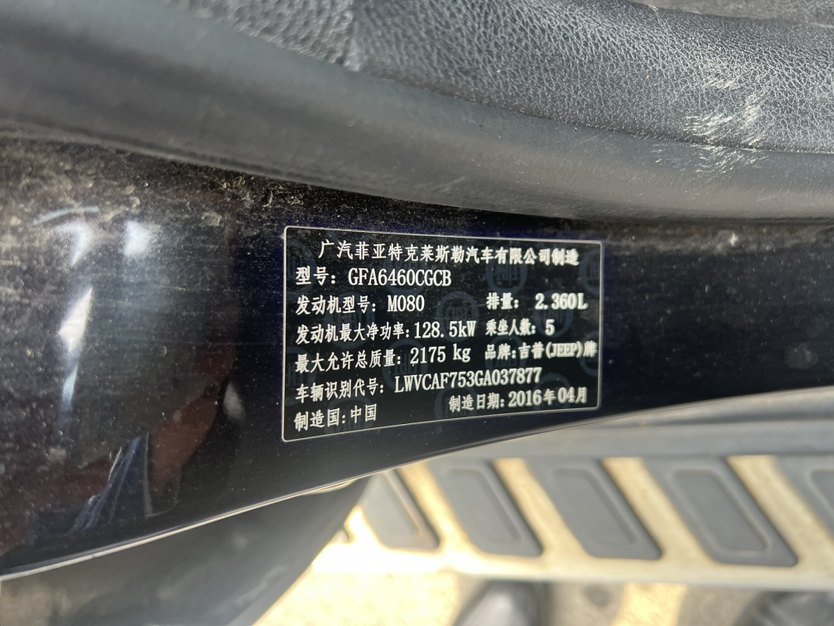 广汽菲亚特克莱斯勒汽车有限公司制造
型号: GFA6460CGCB
发动机型号: M080 排量: 2.360L
发动机最大净功率: 128.5kW 乘坐人数: 5
最大允许总质量: 2175 kg 品牌: 吉普(JEEP)牌
车辆识别代号: LWVCAF753GA037877
制造国: 中国 制造日期: 2016年04月